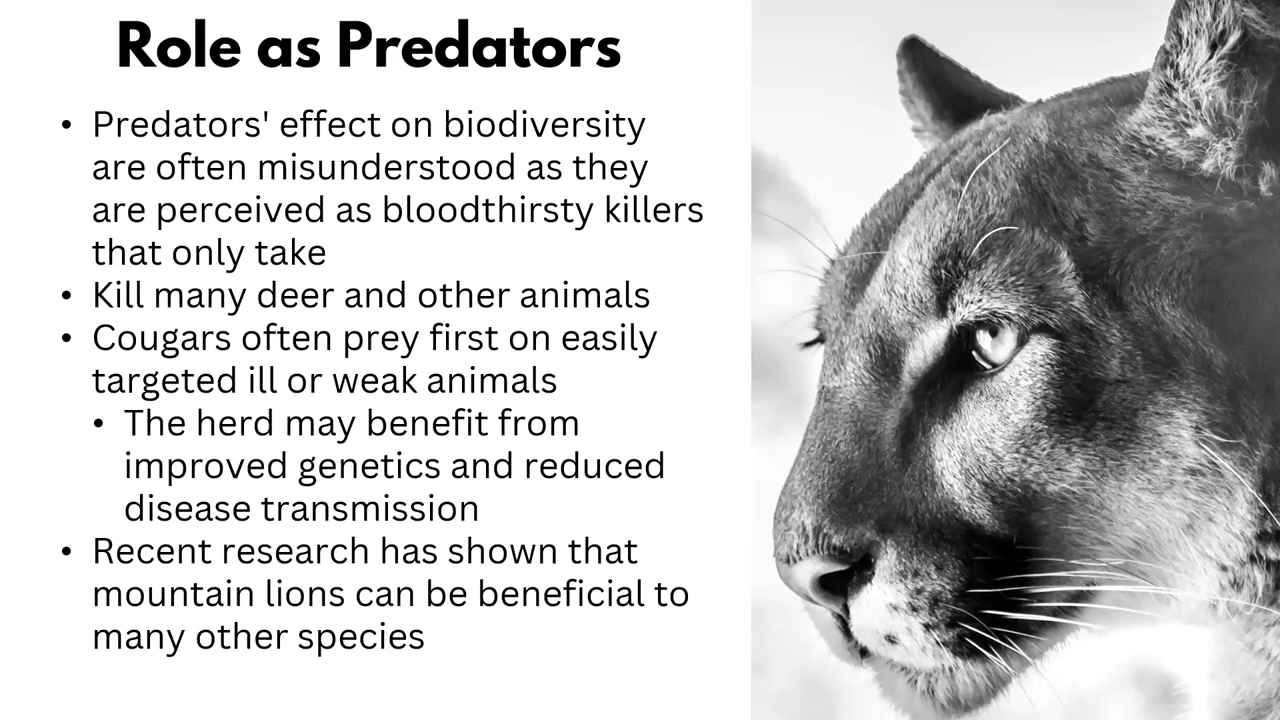 Role as Predators
• Predators' effect on biodiversity
are often misunderstood as they
are perceived as bloodthirsty killers
that only take
• Kill many deer and other animals
• Cougars often prey first on easily
targeted ill or weak animals
• The herd may benefit from
improved genetics and reduced
disease transmission
• Recent research has shown that
mountain lions can be beneficial to
many other species